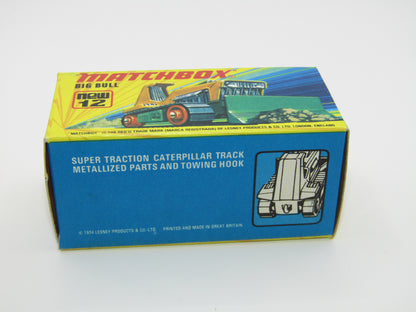 MATCHBOX
BIG BULL
new
12
"MATCHBOX" IS THE REG'D TRADE MARK (MARCA REGISTRADA) OF LESNEY PRODUCTS & CO. LTD. LONDON, ENGLAND
SUPER TRACTION CATERPILLAR TRACK
METALLIZED PARTS AND TOWING HOOK
© 1974 LESNEY PRODUCTS & CO. LTD. PRINTED AND MADE IN GREAT BRITAIN